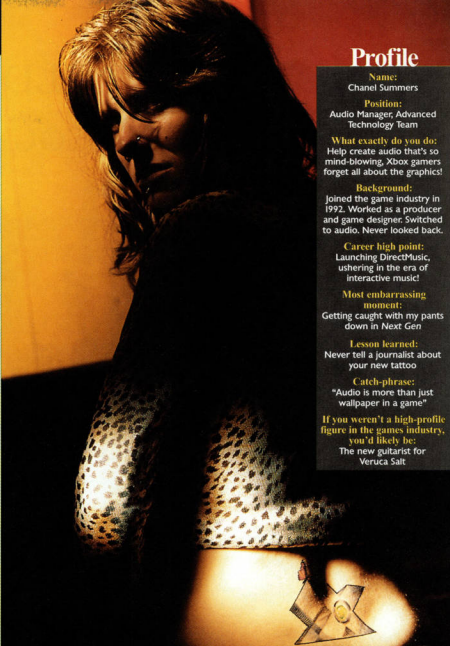 Profile
Name:
Chanel Summers
Position:
Audio Manager, Advanced
Technology Team
What exactly do you do:
Help create audio that's so
mind-blowing, Xbox gamers
forget all about the graphics!
Background:
Joined the game industry in
1992. Worked as a producer
and game designer. Switched
to audio. Never looked back.
Career high point:
Launching DirectMusic,
ushering in the era of
interactive music!
Most embarrassing
moment:
Getting caught with my pants
down in Next Gen
Lesson learned:
Never tell a journalist about
your new tattoo
Catch-phrase:
"Audio is more than just
wallpaper in a game"
If you weren't a high-profile
figure in the games industry,
you'd likely be:
The new guitarist for
Veruca Salt